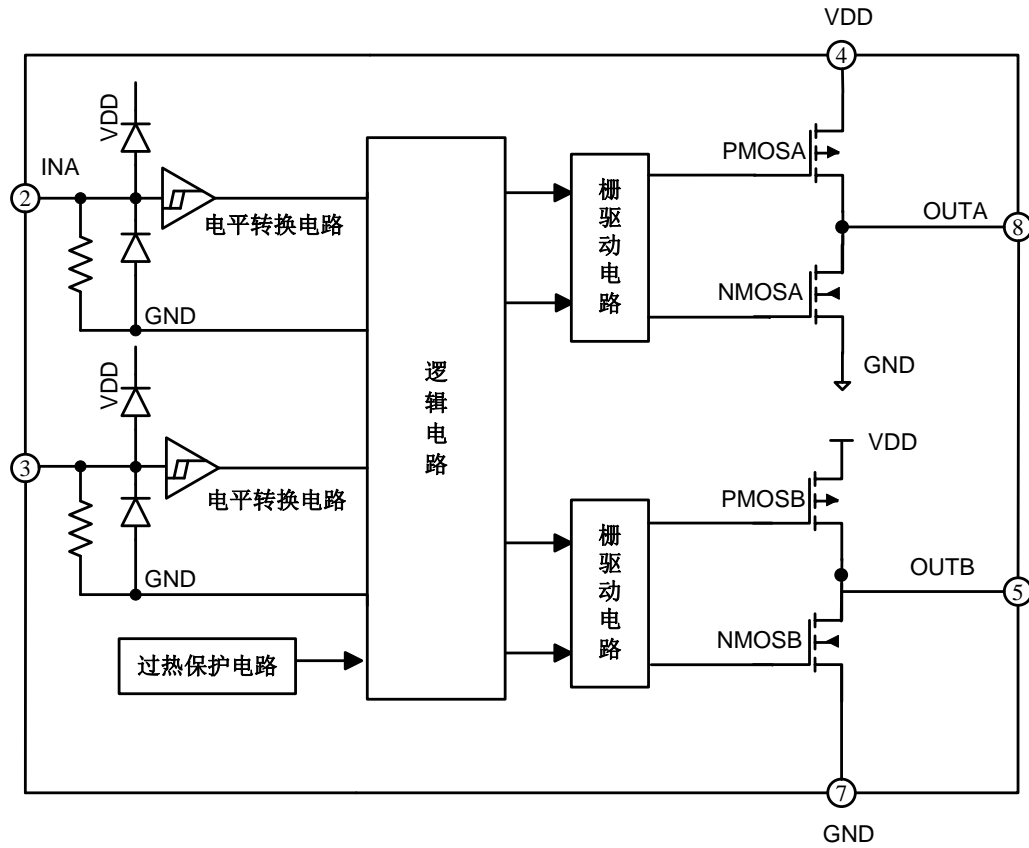 VDD
④
VDD
INA
②
电平转换电路
GND
PMOSA
NMOSA
OUTA
⑧
GND
栅驱动电路
逻辑电路
VDD
③
电平转换电路
GND
过热保护电路
栅驱动电路
VDD
PMOSB
OUTB
⑤
NMOSB
⑦
GND